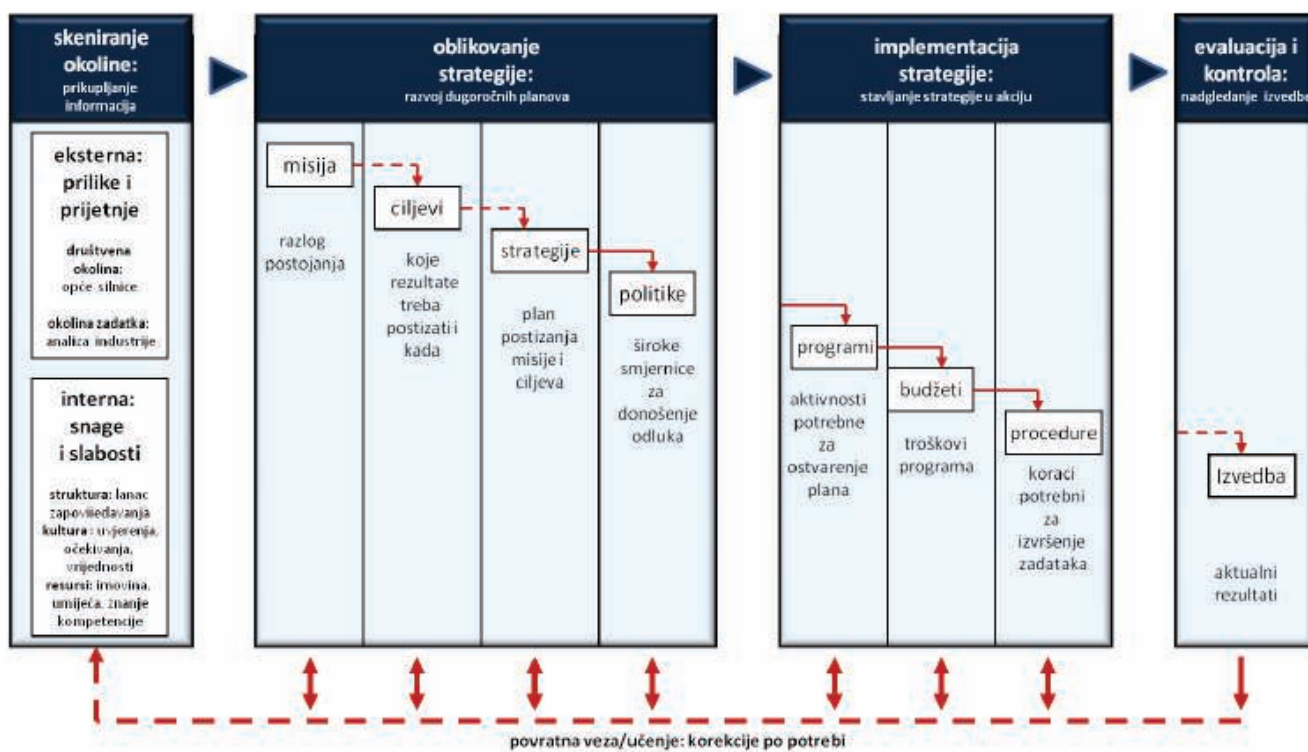 skeniranje
okoline:
prikupljanje
informacija
eksterna:
prilike i
prijetnje
društvena
okolina:
opće silnice
okolina zadatka:
analiza industrije
interna:
snage
i slabosti
struktura: lanac
zapovijedavanja
kultura: uvjerenja,
očekivanja,
vrijednosti
resursi: imovina,
umijeća, znanje
kompetencije
oblikovanje
strategije:
razvoj dugoročnih planova
misija
razlog
postojanja
ciljevi
koje
rezultate
treba
postizati i
kada
strategije
plan
postizanja
misije i
ciljeva
politike
široke
smjernice
za
donošenje
odluka
implementacija
strategije:
stavljanje strategije u akciju
programi
aktivnosti
potrebne
za
ostvarenje
plana
budžeti
troškovi
programa
procedure
koraci
potrebni
za
izvršenje
zadataka
evaluacija i
kontrola:
nadgledanje izvedbe
Izvedba
aktualni
rezultati
povratna veza/učenje: korekcije po potrebi